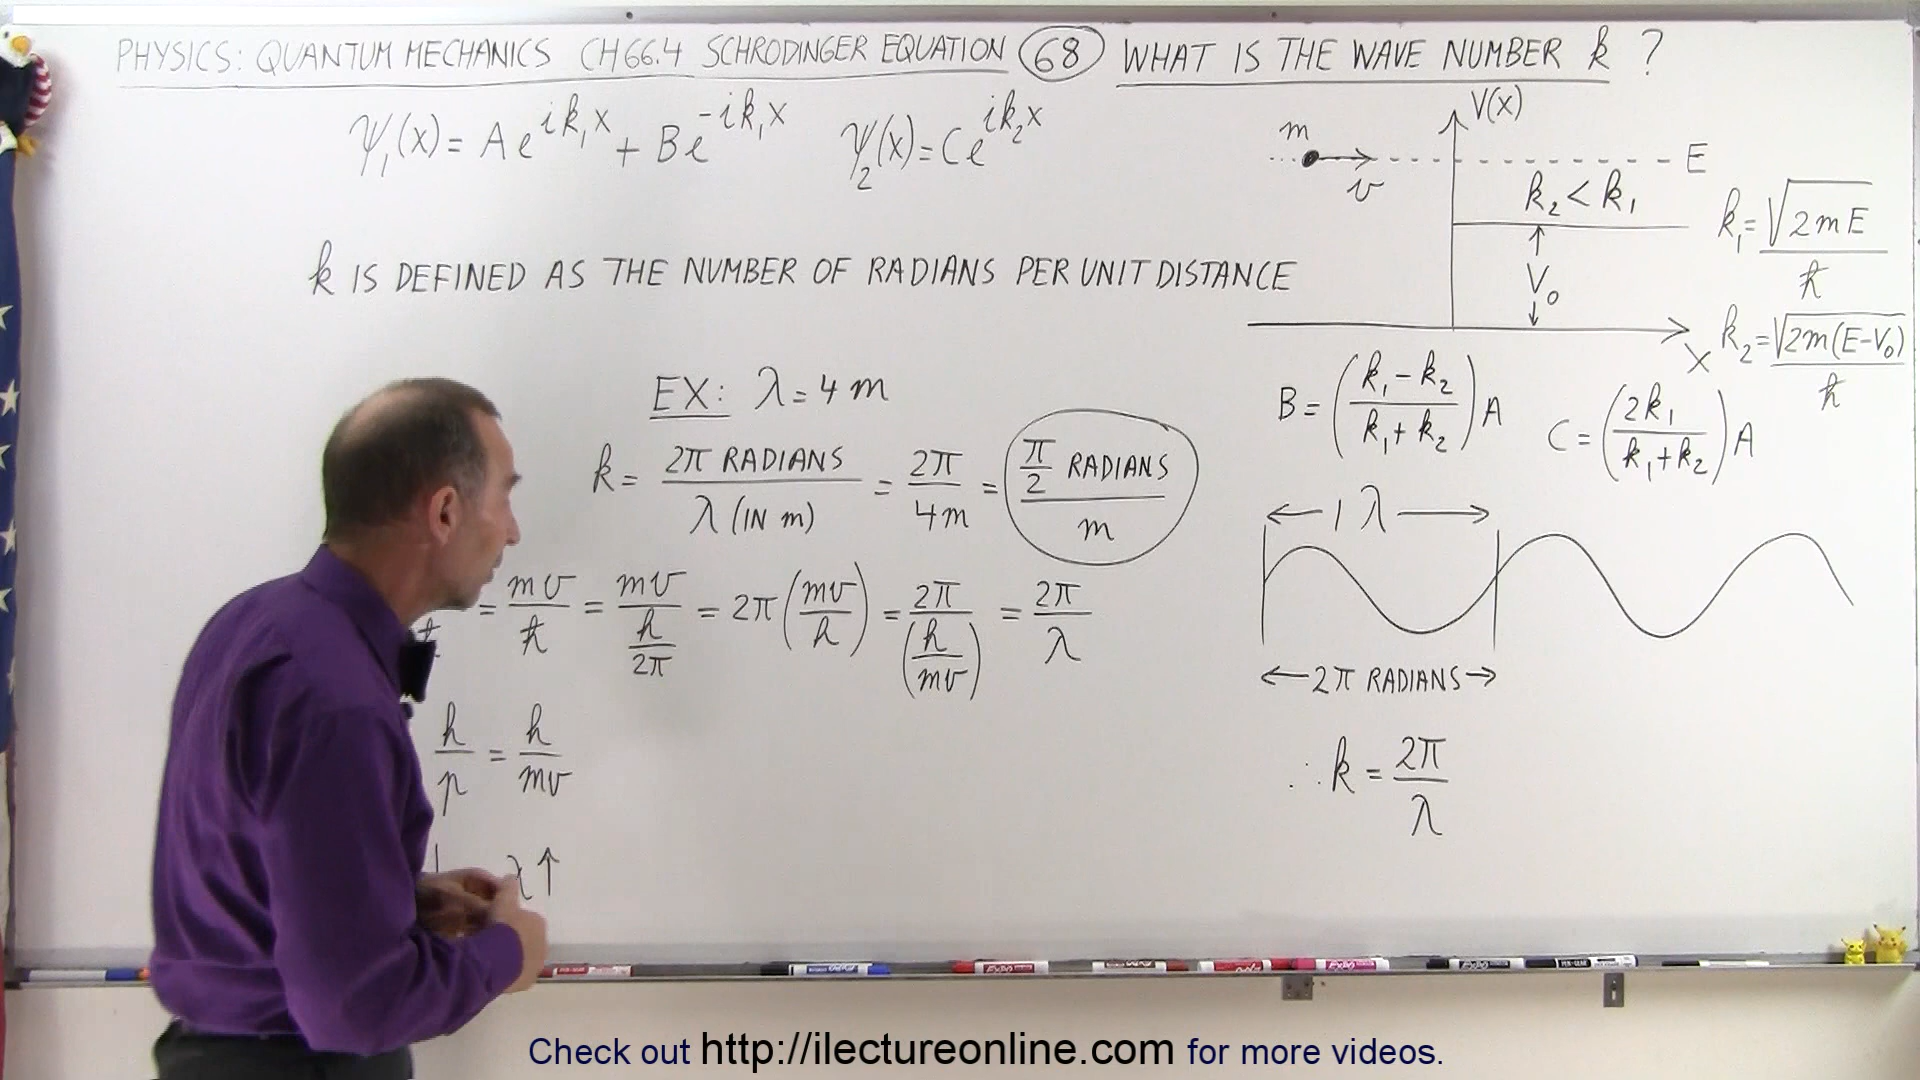 PHYSICS: QUANTUM MECHANICS CH 66.4 SCHRODINGER EQUATION 68 WHAT IS THE WAVE NUMBER k ?
ψ₁(x) = Ae^{ik₁x} + Be^{-ik₁x}
ψ₂(x) = Ce^{ik₂x}
V(x)
m
v
E
k₂ < k₁
V₀
X
k₁ = √(2mE) / ħ
k₂ = √(2m(E-V₀)) / ħ
k IS DEFINED AS THE NUMBER OF RADIANS PER UNIT DISTANCE
EX: λ = 4 m
k = 2π RADIANS / λ (IN m) = 2π / 4m = π/2 RADIANS / m
B = ((k₁ - k₂) / (k₁ + k₂)) A
C = (2k₁ / (k₁ + k₂)) A
← 1 λ →
= mv / ħ = mv / (h / 2π) = 2π (mv / h) = 2π / (h / mv) = 2π / λ
← 2π RADIANS →
h / p = h / mv
∴ k = 2π / λ
λ ↑
EXPO
Check out http://ilectureonline.com for more videos.